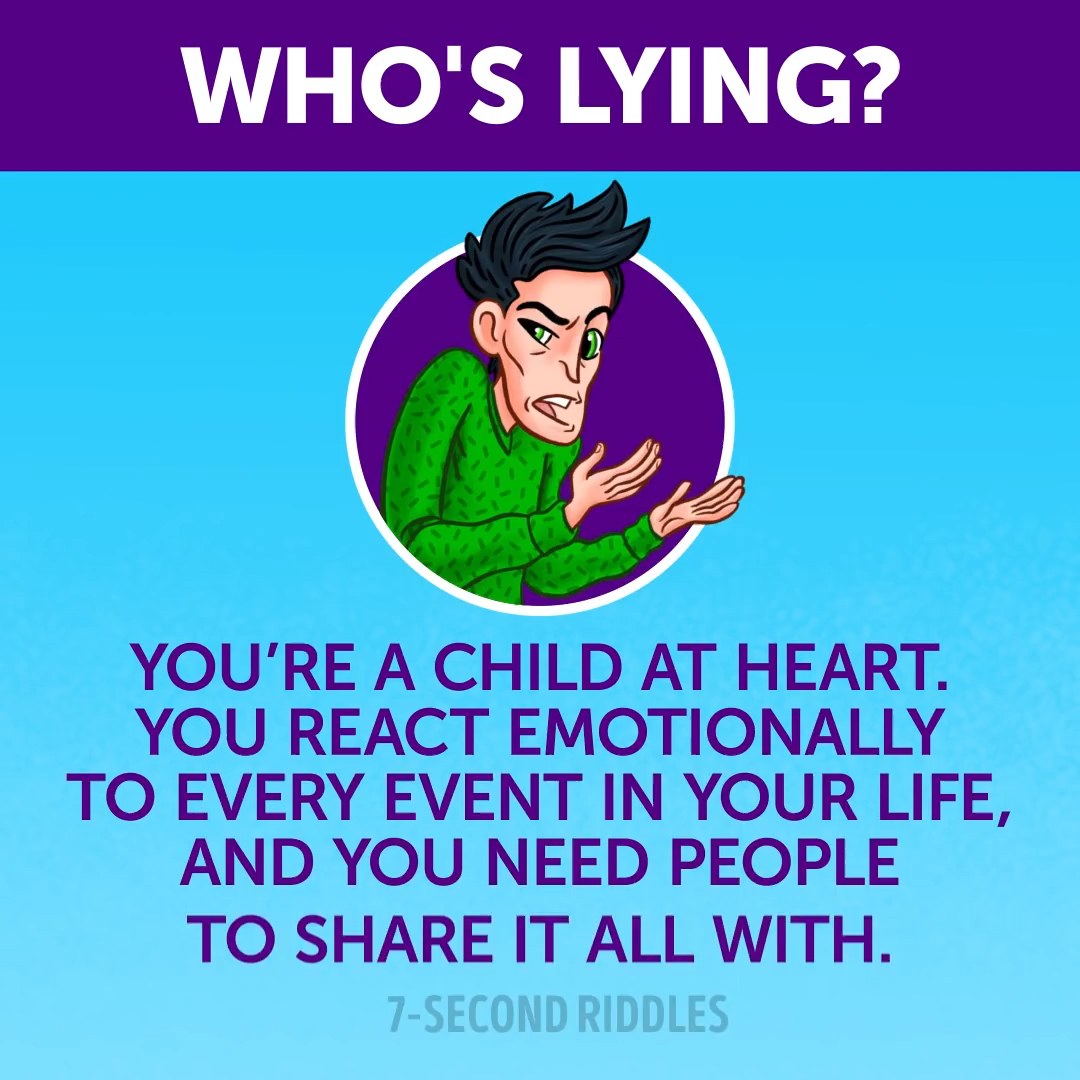 WHO'S LYING?
YOU’RE A CHILD AT HEART.
YOU REACT EMOTIONALLY
TO EVERY EVENT IN YOUR LIFE,
AND YOU NEED PEOPLE
TO SHARE IT ALL WITH.
7-SECOND RIDDLES